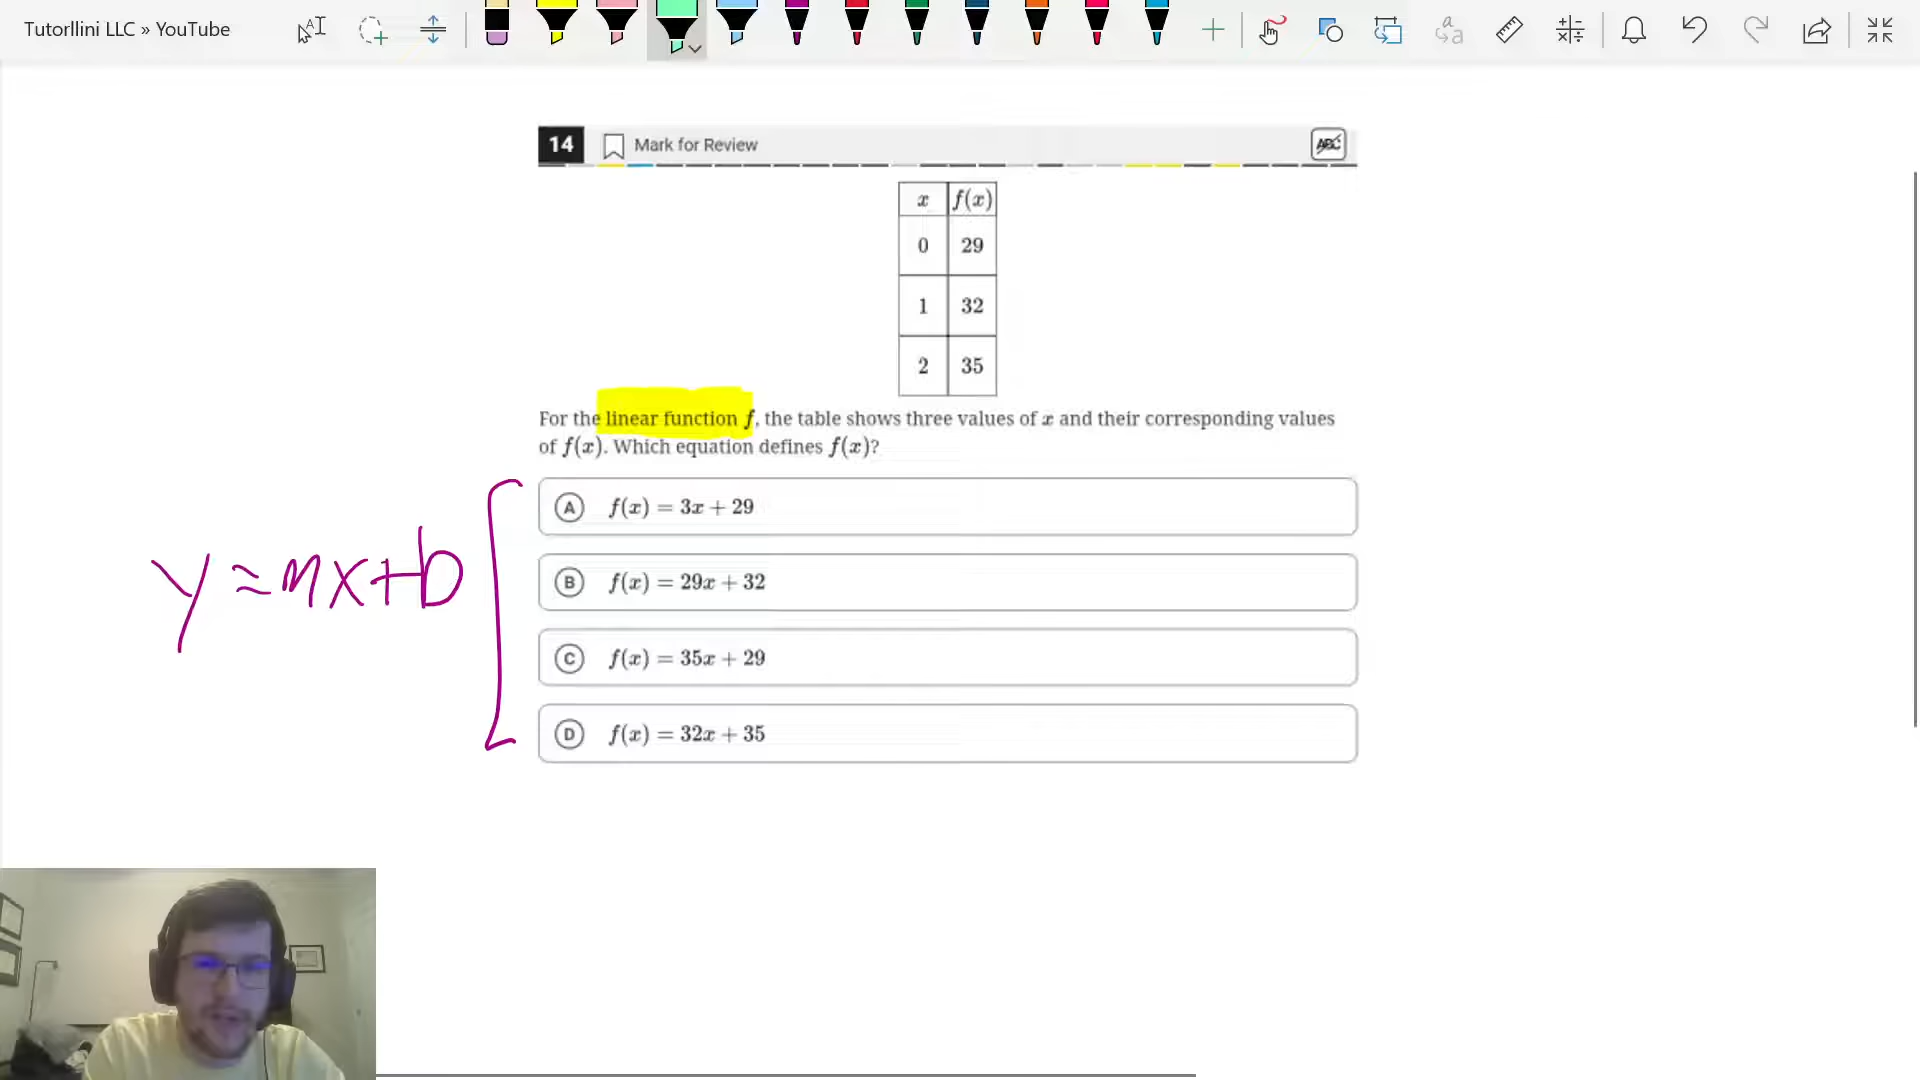 Tutorllini LLC » YouTube
14 Mark for Review ABC
x f(x)
0 29
1 32
2 35
For the linear function f, the table shows three values of x and their corresponding values
of f(x). Which equation defines f(x)?
A f(x) = 3x + 29
B f(x) = 29x + 32
C f(x) = 35x + 29
D f(x) = 32x + 35
y = mx+b